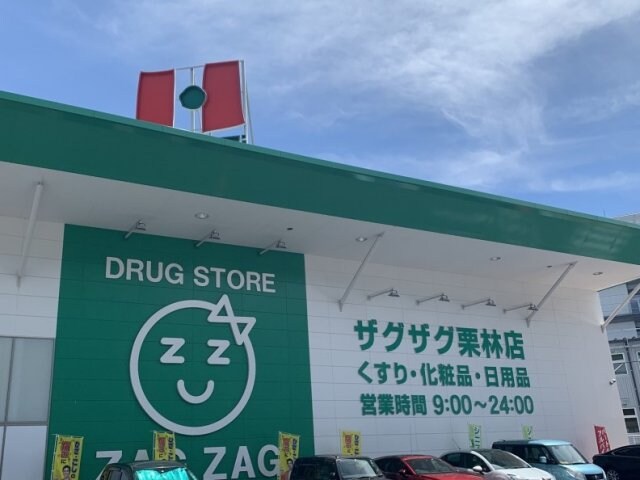 DRUG STORE
ZZ
ZAG ZAG
ザグザグ栗林店
くすり・化粧品・日用品
営業時間 9:00～24:00